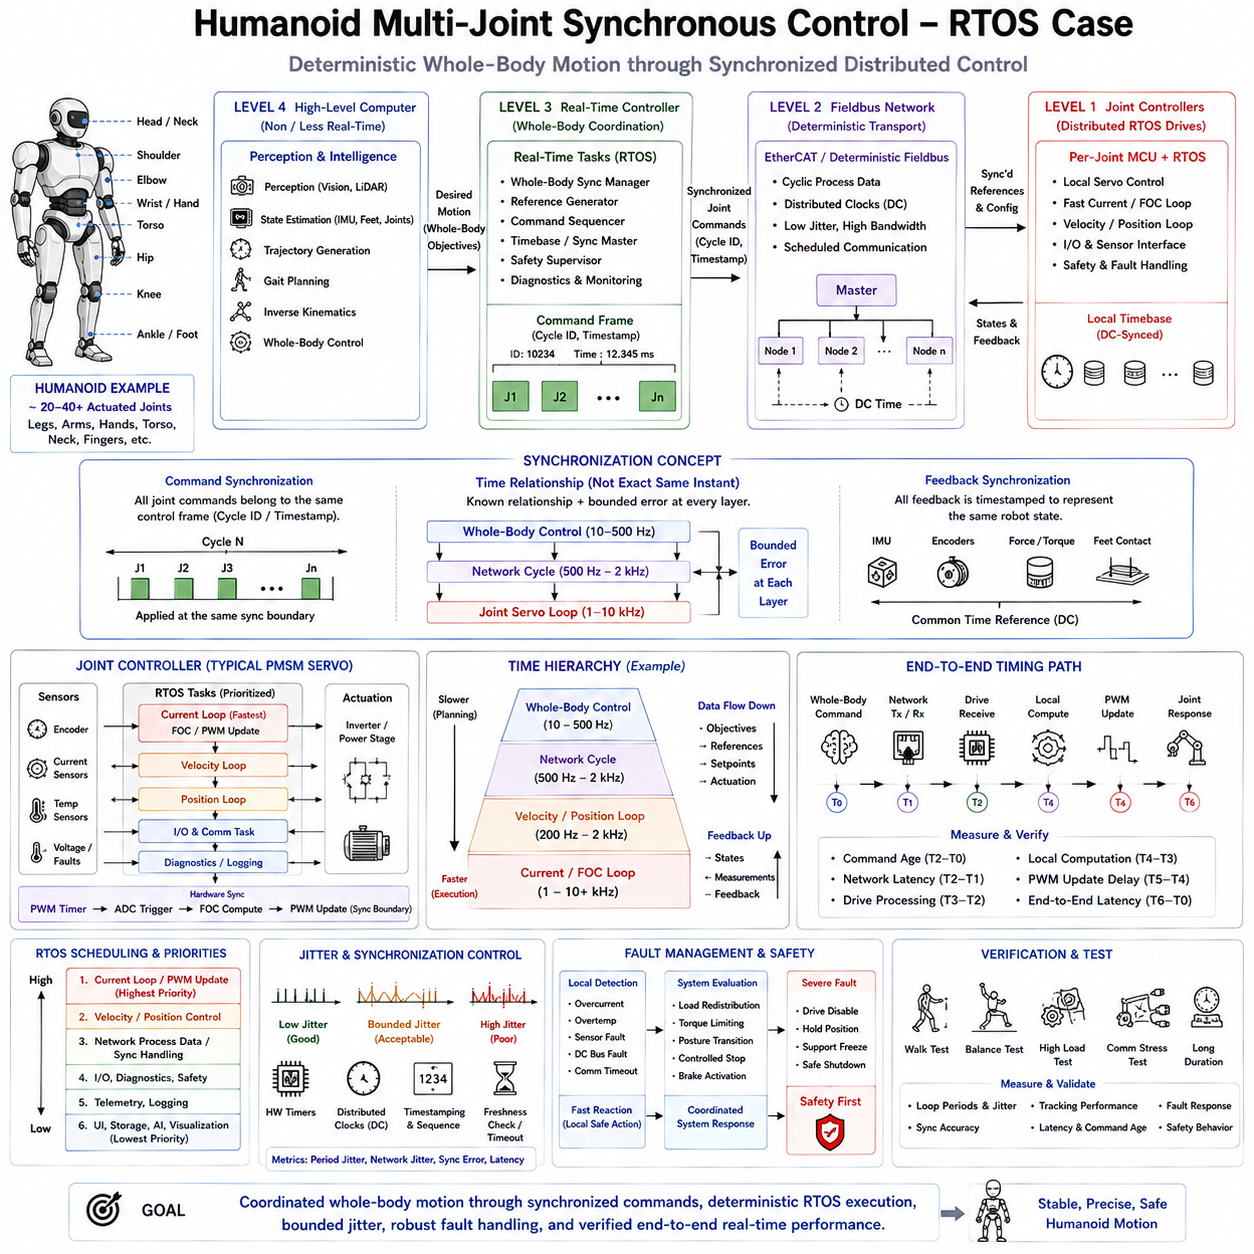 Humanoid Multi-Joint Synchronous Control – RTOS Case
Deterministic Whole-Body Motion through Synchronized Distributed Control
Head / Neck
Shoulder
Elbow
Wrist / Hand
Torso
Hip
Knee
Ankle / Foot
HUMANOID EXAMPLE
~ 20–40+ Actuated Joints
Legs, Arms, Hands, Torso,
Neck, Fingers, etc.
LEVEL 4 High-Level Computer
(Non / Less Real-Time)
Perception & Intelligence
Perception (Vision, LiDAR)
State Estimation (IMU, Feet, Joints)
Trajectory Generation
Gait Planning
Inverse Kinematics
Whole-Body Control
Desired
Motion
(Whole-Body
Objectives)
LEVEL 3 Real-Time Controller
(Whole-Body Coordination)
Real-Time Tasks (RTOS)
• Whole-Body Sync Manager
• Reference Generator
• Command Sequencer
• Timebase / Sync Master
• Safety Supervisor
• Diagnostics & Monitoring
Command Frame
(Cycle ID, Timestamp)
ID: 10234 Time : 12.345 ms
J1 J2 ••• Jn
Synchronized
Joint
Commands
(Cycle ID,
Timestamp)
LEVEL 2 Fieldbus Network
(Deterministic Transport)
EtherCAT / Deterministic Fieldbus
• Cyclic Process Data
• Distributed Clocks (DC)
• Low Jitter, High Bandwidth
• Scheduled Communication
Master
Node 1 Node 2 ... Node n
DC Time
Sync'd
References
& Config
States &
Feedback
LEVEL 1 Joint Controllers
(Distributed RTOS Drives)
Per-Joint MCU + RTOS
• Local Servo Control
• Fast Current / FOC Loop
• Velocity / Position Loop
• I/O & Sensor Interface
• Safety & Fault Handling
Local Timebase
(DC-Synced)
...
SYNCHRONIZATION CONCEPT
Command Synchronization
All joint commands belong to the same
control frame (Cycle ID / Timestamp).
Cycle N
J1 J2 J3 Jn
•••
Applied at the same sync boundary
Time Relationship (Not Exact Same Instant)
Known relationship + bounded error at every layer.
Whole-Body Control (10–500 Hz)
Network Cycle (500 Hz – 2 kHz)
Joint Servo Loop (1–10 kHz)
Bounded
Error
at Each
Layer
Feedback Synchronization
All feedback is timestamped to represent
the same robot state.
IMU Encoders Force / Torque Feet Contact
Common Time Reference (DC)
JOINT CONTROLLER (TYPICAL PMSM SERVO)
Sensors
Encoder
Current
Sensors
Temp
Sensors
Voltage /
Faults
RTOS Tasks (Prioritized)
Current Loop (Fastest)
FOC / PWM Update
Velocity Loop
Position Loop
I/O & Comm Task
Diagnostics / Logging
Actuation
Inverter /
Power Stage
Hardware Sync
PWM Timer → ADC Trigger → FOC Compute → PWM Update (Sync Boundary)
TIME HIERARCHY (Example)
Slower
(Planning)
Faster
(Execution)
Whole-Body Control
(10 – 500 Hz)
Network Cycle
(500 Hz – 2 kHz)
Velocity / Position Loop
(200 Hz – 2 kHz)
Current / FOC Loop
(1 – 10+ kHz)
Data Flow Down
- Objectives
→ References
→ Setpoints
→ Actuation
Feedback Up
– States
← Measurements
– Feedback
END-TO-END TIMING PATH
Whole-Body
Command
Network
Tx / Rx
Drive
Receive
Local
Compute
PWM
Update
Joint
Response
T0 T1 T2 T4 T4 T6
Measure & Verify
• Command Age (T2–T0)
• Network Latency (T2–T1)
• Drive Processing (T3–T2)
• Local Computation (T4–T3)
• PWM Update Delay (T5–T4)
• End-to-End Latency (T6–T0)
RTOS SCHEDULING & PRIORITIES
High
Low
1. Current Loop / PWM Update
(Highest Priority)
2. Velocity / Position Control
3. Network Process Data /
Sync Handling
4. I/O, Diagnostics, Safety
5. Telemetry, Logging
6. UI, Storage, AI, Visualization
(Lowest Priority)
JITTER & SYNCHRONIZATION CONTROL
Low Jitter
(Good)
Bounded Jitter
(Acceptable)
High Jitter
(Poor)
1234
HW Timers
Distributed
Clocks (DC)
Timestamping
& Sequence
Freshness
Check /
Timeout
Metrics: Period Jitter, Network Jitter, Sync Error, Latency
FAULT MANAGEMENT & SAFETY
Local Detection
• Overcurrent
• Overtemp
• Sensor Fault
• DC Bus Fault
• Comm Timeout
Fast Reaction
(Local Safe Action)
System Evaluation
• Load Redistribution
• Torque Limiting
• Posture Transition
• Controlled Stop
• Brake Activation
Coordinated
System Response
Severe Fault
• Drive Disable
• Hold Position
• Support Freeze
• Safe Shutdown
Safety First
VERIFICATION & TEST
Walk Test
Balance Test
High Load
Test
Comm Stress
Test
Long
Duration
Measure & Validate
• Loop Periods & Jitter
• Sync Accuracy
• Tracking Performance
• Latency & Command Age
• Fault Response
• Safety Behavior
GOAL
Coordinated whole-body motion through synchronized commands, deterministic RTOS execution,
bounded jitter, robust fault handling, and verified end-to-end real-time performance.
Stable, Precise, Safe
Humanoid Motion